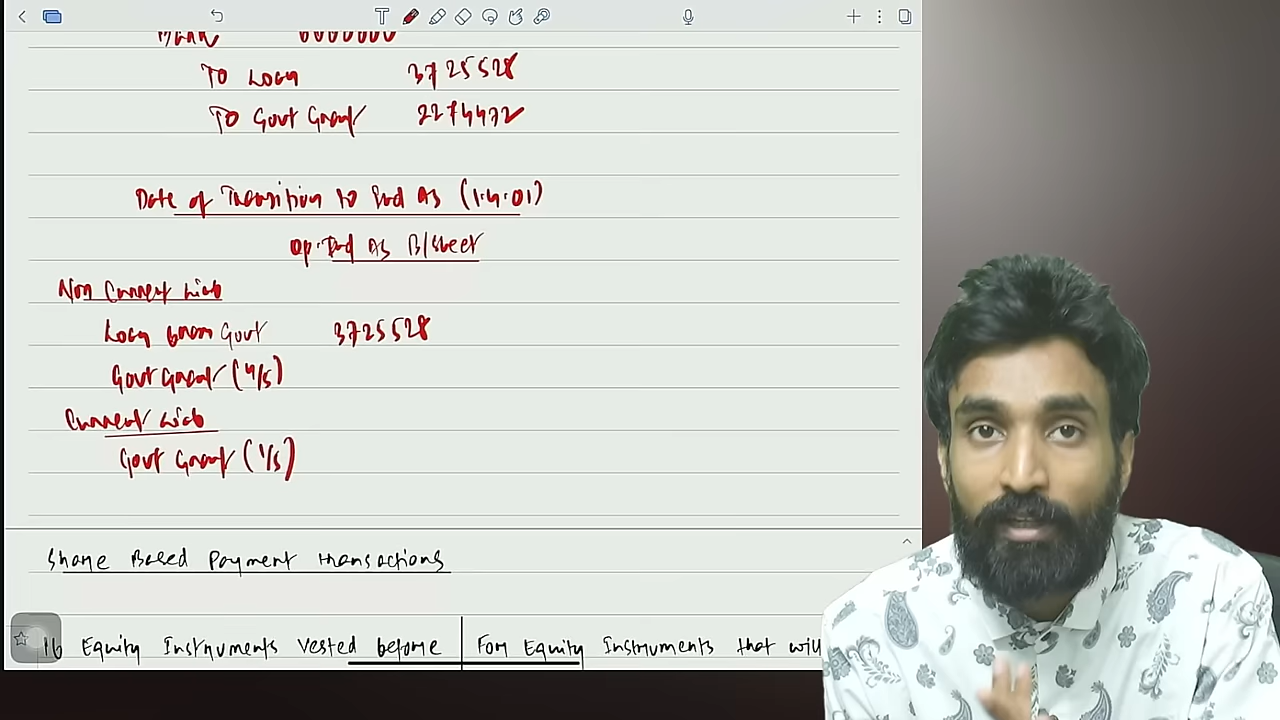 Bank 6000000
To Loan 3725528
To Govt Grant 2274472
Date of Transition to Ind As (1.4.01)
Op. Ind As B/sheet
Non Current Liab
Loan from Govt 3725528
Govt Grant (4/5)
Current Liab
Govt Grant (1/5)
Share Based Payment transactions
Equity Instruments vested before
For Equity Instruments that will